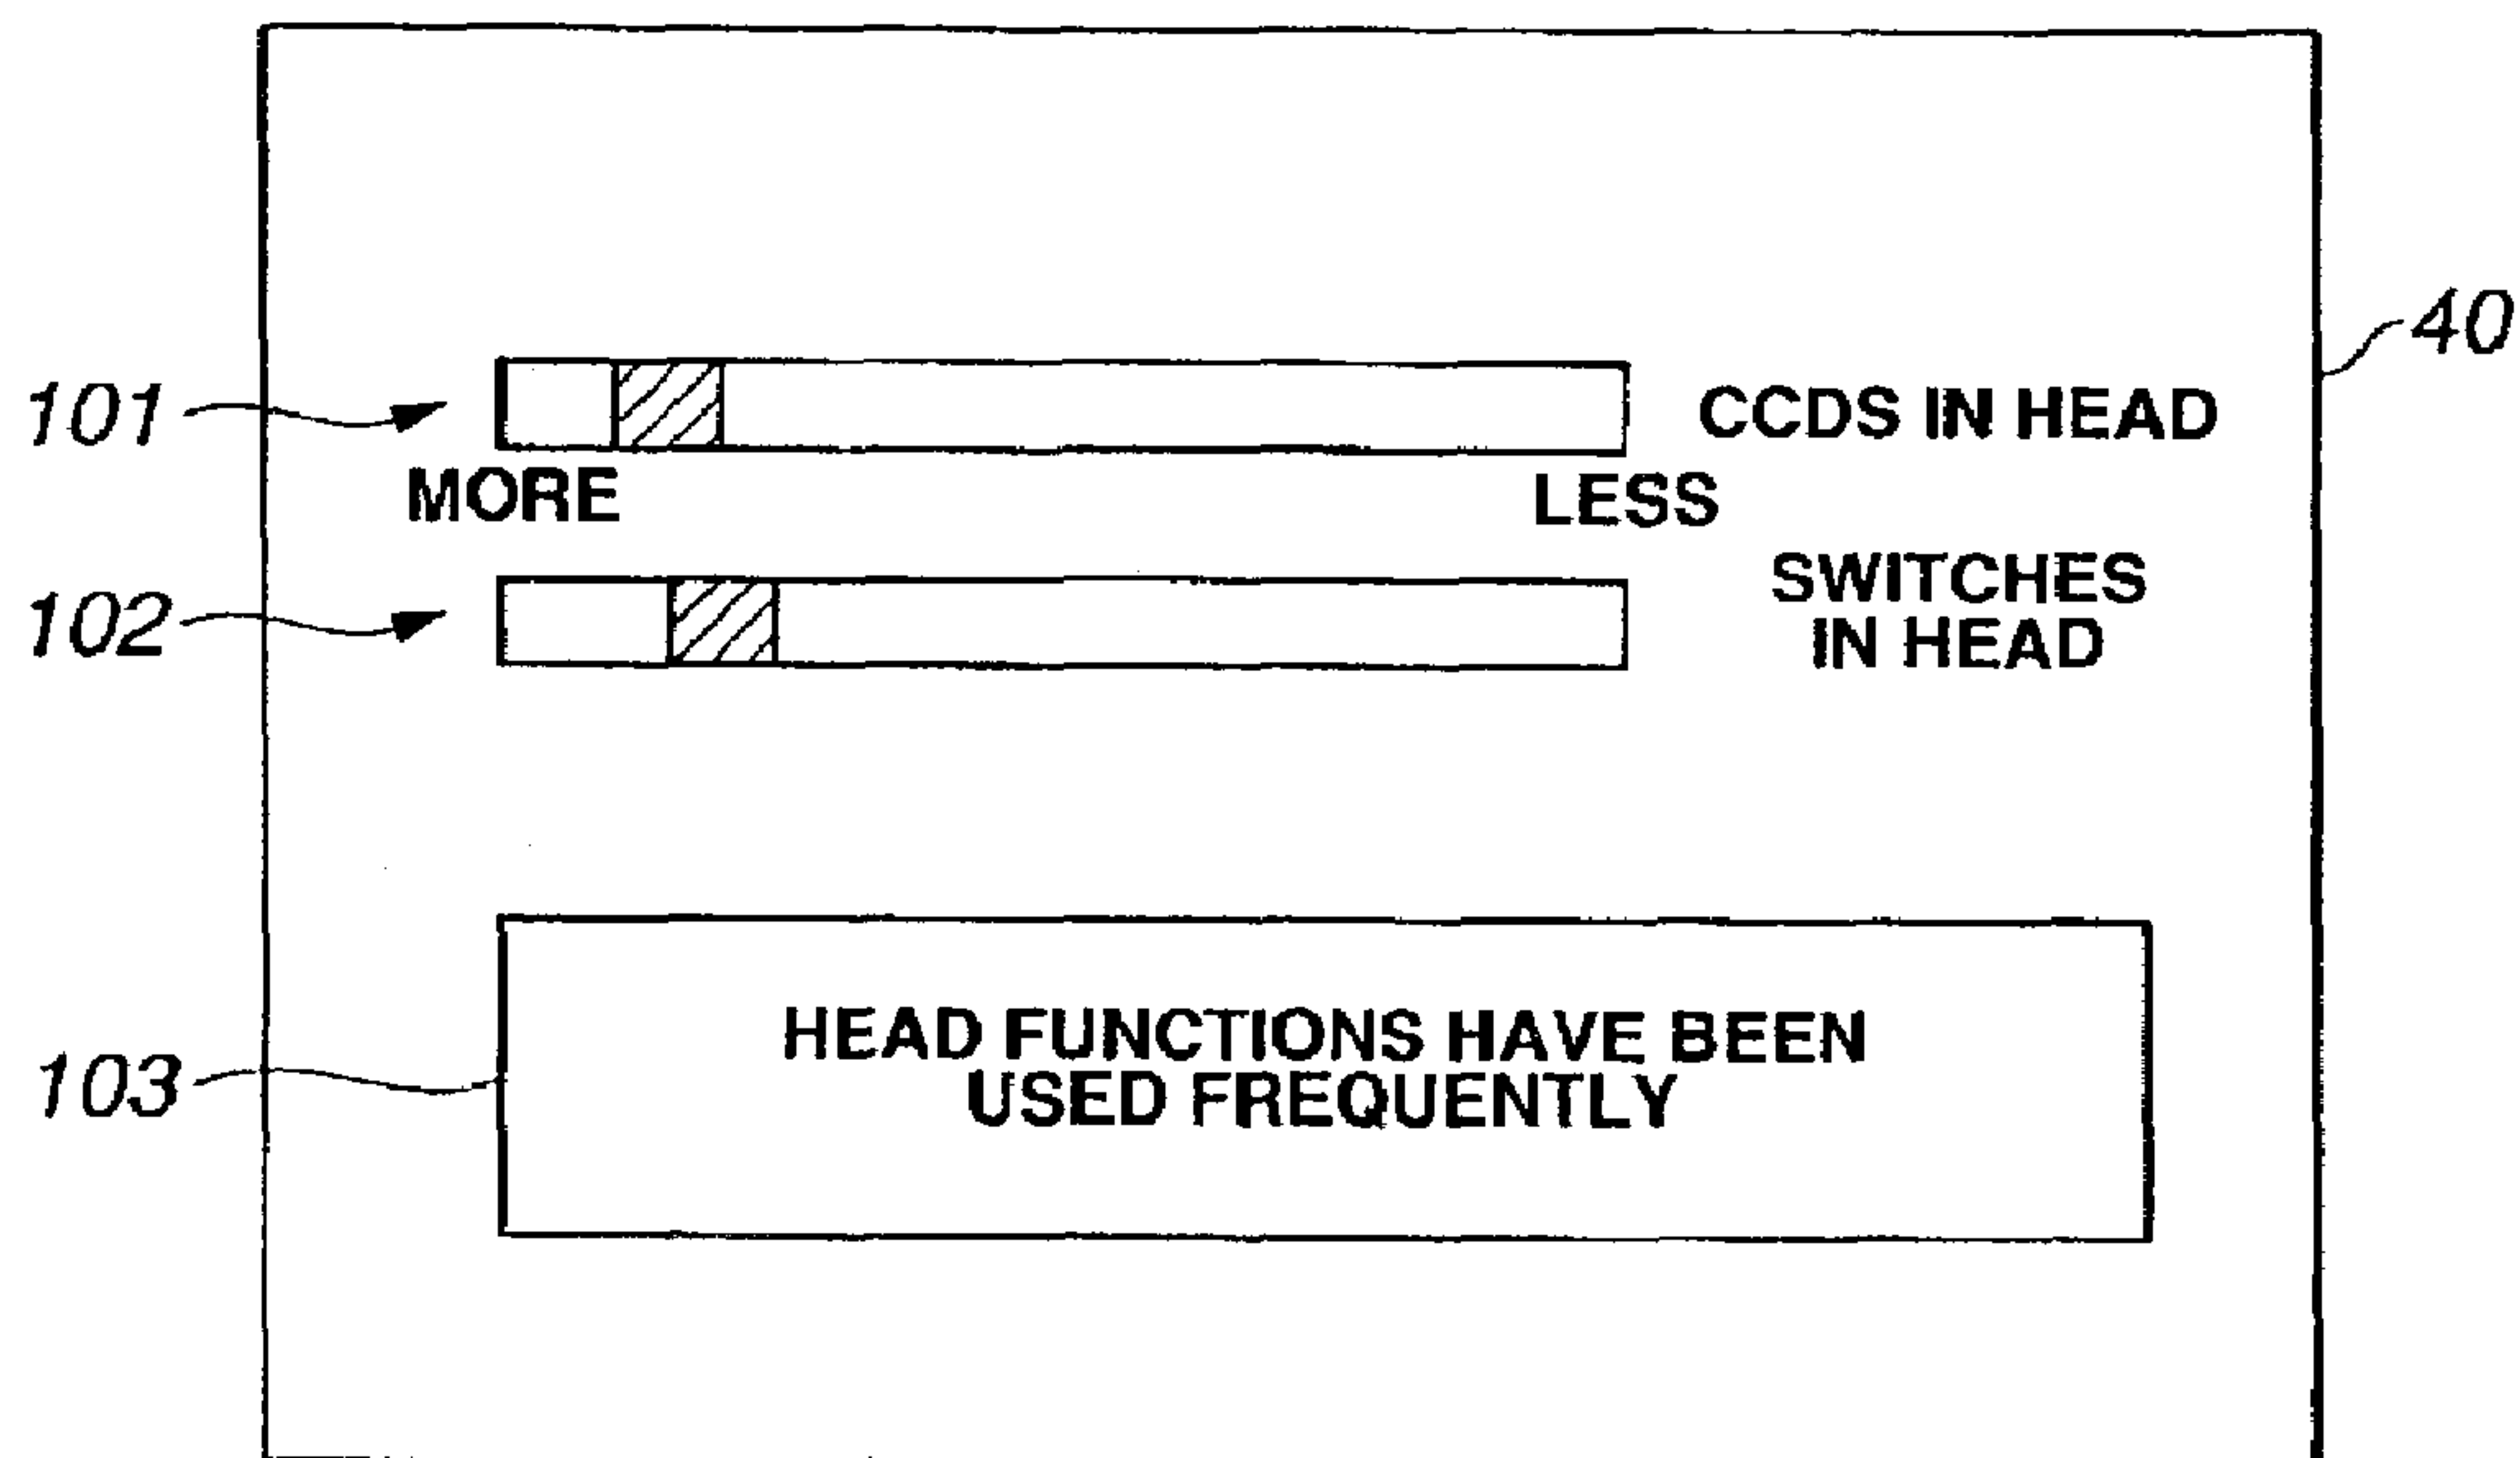 40
101
CCDS IN HEAD
MORE
LESS
102
SWITCHES
IN HEAD
103
HEAD FUNCTIONS HAVE BEEN
USED FREQUENTLY